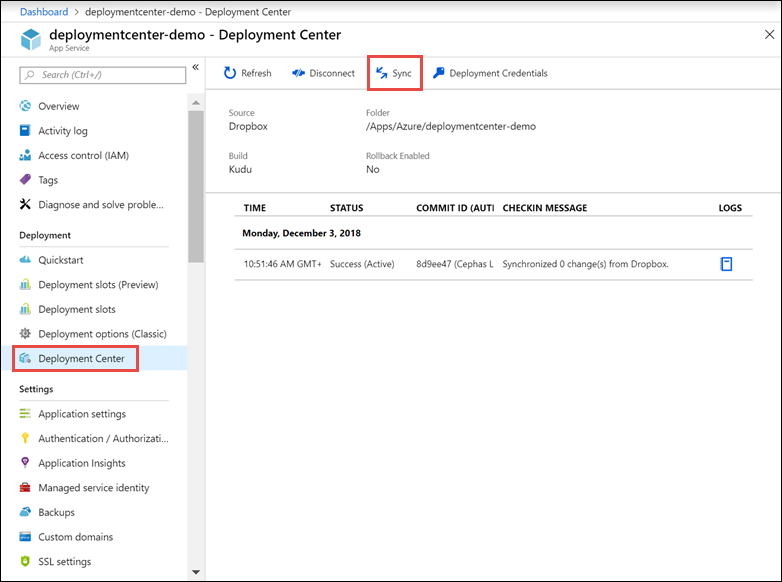 Dashboard > deploymentcenter-demo - Deployment Center
deploymentcenter-demo - Deployment Center
App Service
Search (Ctrl+/)
Overview
Activity log
Access control (IAM)
Tags
Diagnose and solve proble...
Deployment
Quickstart
Deployment slots (Preview)
Deployment slots
Deployment options (Classic)
Deployment Center
Settings
Application settings
Authentication / Authorizati...
Application Insights
Managed service identity
Backups
Custom domains
SSL settings
Refresh Disconnect Sync Deployment Credentials
Source Folder
Dropbox /Apps/Azure/deploymentcenter-demo
Build Rollback Enabled
Kudu No
TIME STATUS COMMIT ID (AUTI CHECKIN MESSAGE LOGS
Monday, December 3, 2018
10:51:46 AM GMT+ Success (Active) 8d9ee47 (Cephas L Synchronized 0 change(s) from Dropbox.